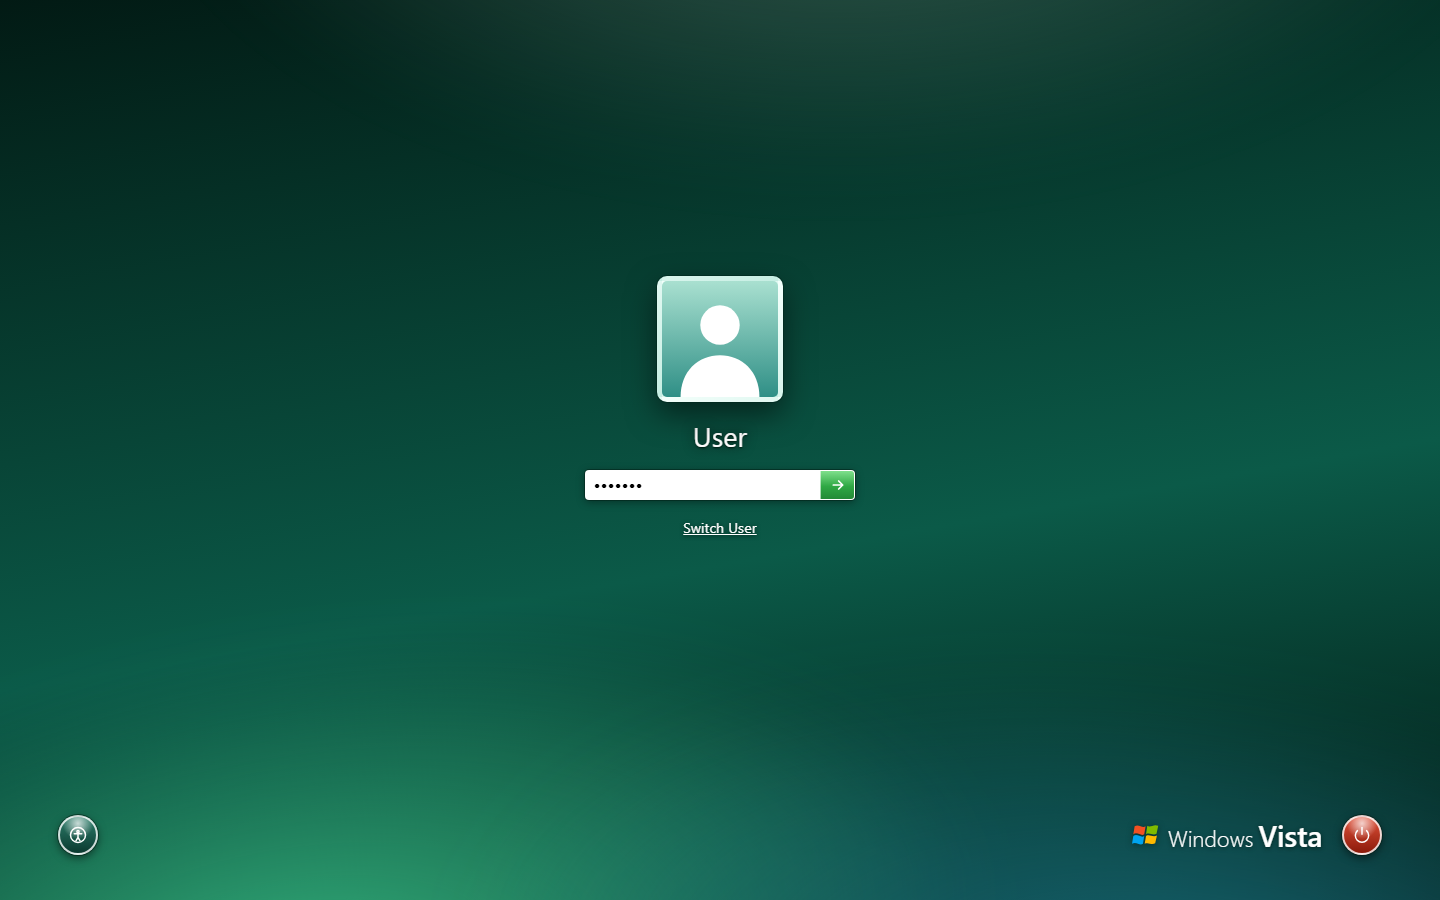 User
•••••••
Switch User
Windows Vista